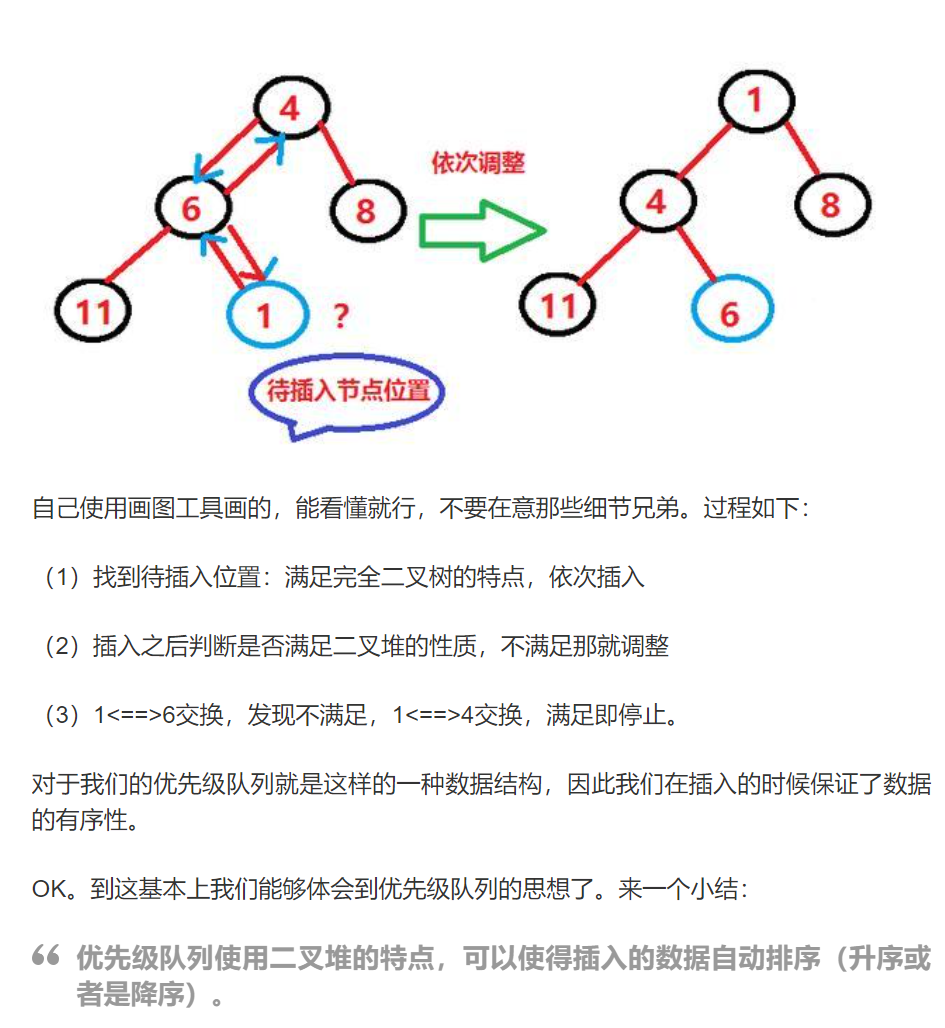 4
1
依次调整
6
8
4
8
11
1
?
11
6
待插入节点位置
自己使用画图工具画的，能看懂就行，不要在意那些细节兄弟。过程如下：
（1）找到待插入位置：满足完全二叉树的特点，依次插入
（2）插入之后判断是否满足二叉堆的性质，不满足那就调整
（3）1<==>6交换，发现不满足，1<==>4交换，满足即停止。
对于我们的优先级队列就是这样的一种数据结构，因此我们在插入的时候保证了数据
的有序性。
OK。到这基本上我们能够体会到优先级队列的思想了。来一个小结：
“ 优先级队列使用二叉堆的特点，可以使得插入的数据自动排序（升序或
者是降序）。